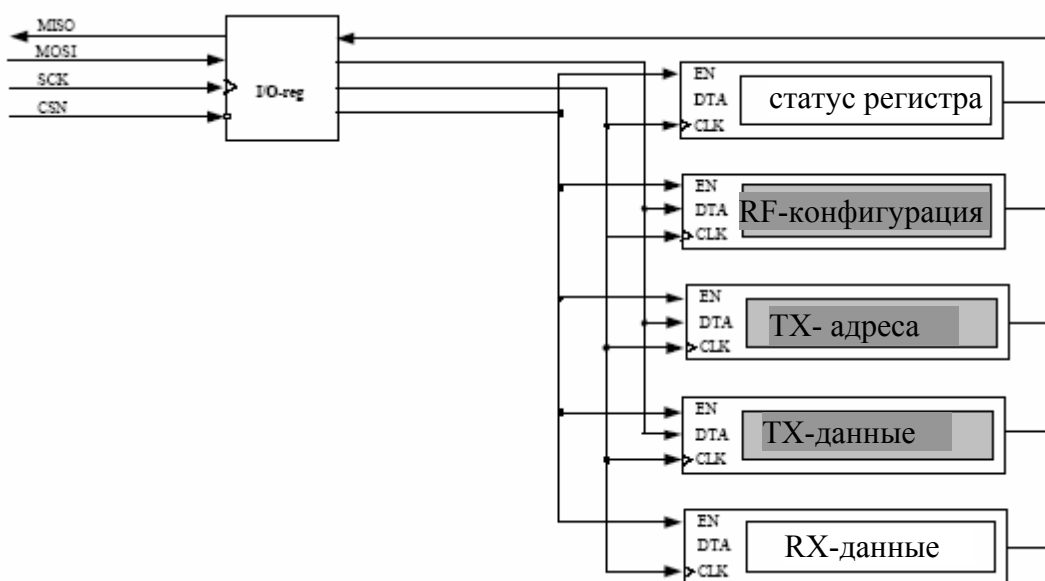 MISO
MOSI
SCK
CSN
I/O-reg
EN
DTA
CLK
статус регистра
EN
DTA
CLK
RF-конфигурация
EN
DTA
CLK
TX- адреса
EN
DTA
CLK
TX-данные
EN
DTA
CLK
RX-данные